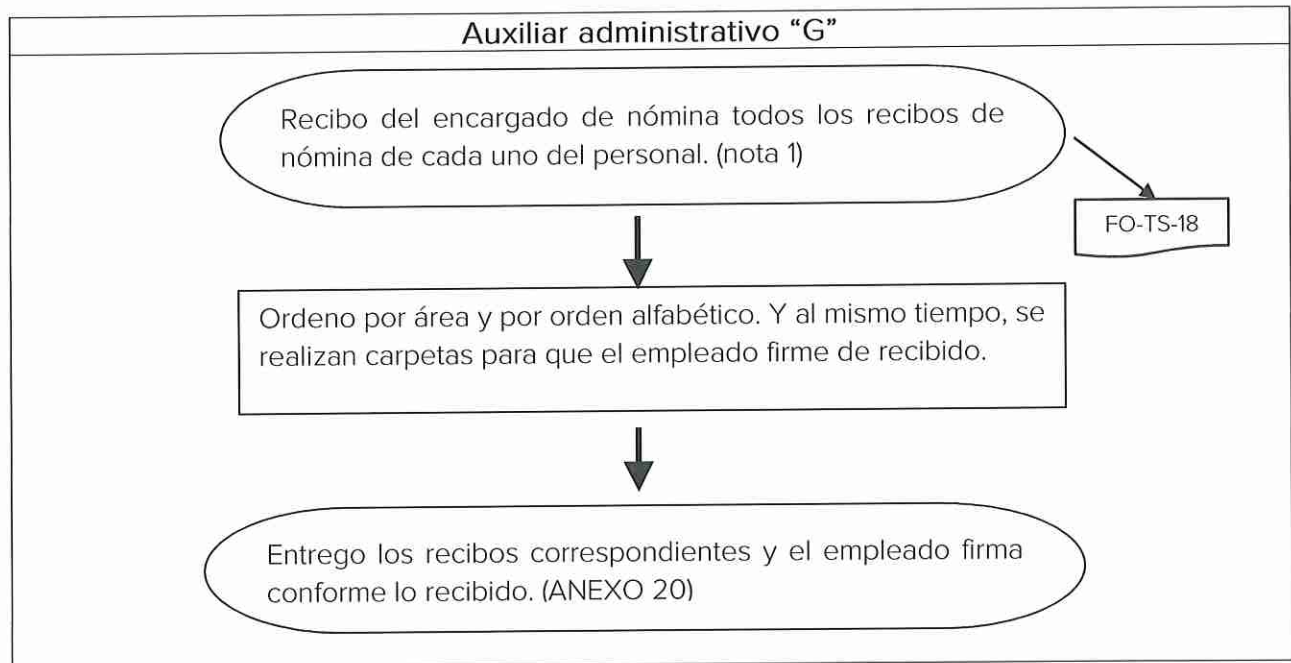 Auxiliar administrativo “G”
Recibo del encargado de nómina todos los recibos de
nómina de cada uno del personal. (nota 1)
FO-TS-18
Ordeno por área y por orden alfabético. Y al mismo tiempo, se
realizan carpetas para que el empleado firme de recibido.
Entrego los recibos correspondientes y el empleado firma
conforme lo recibido. (ANEXO 20)